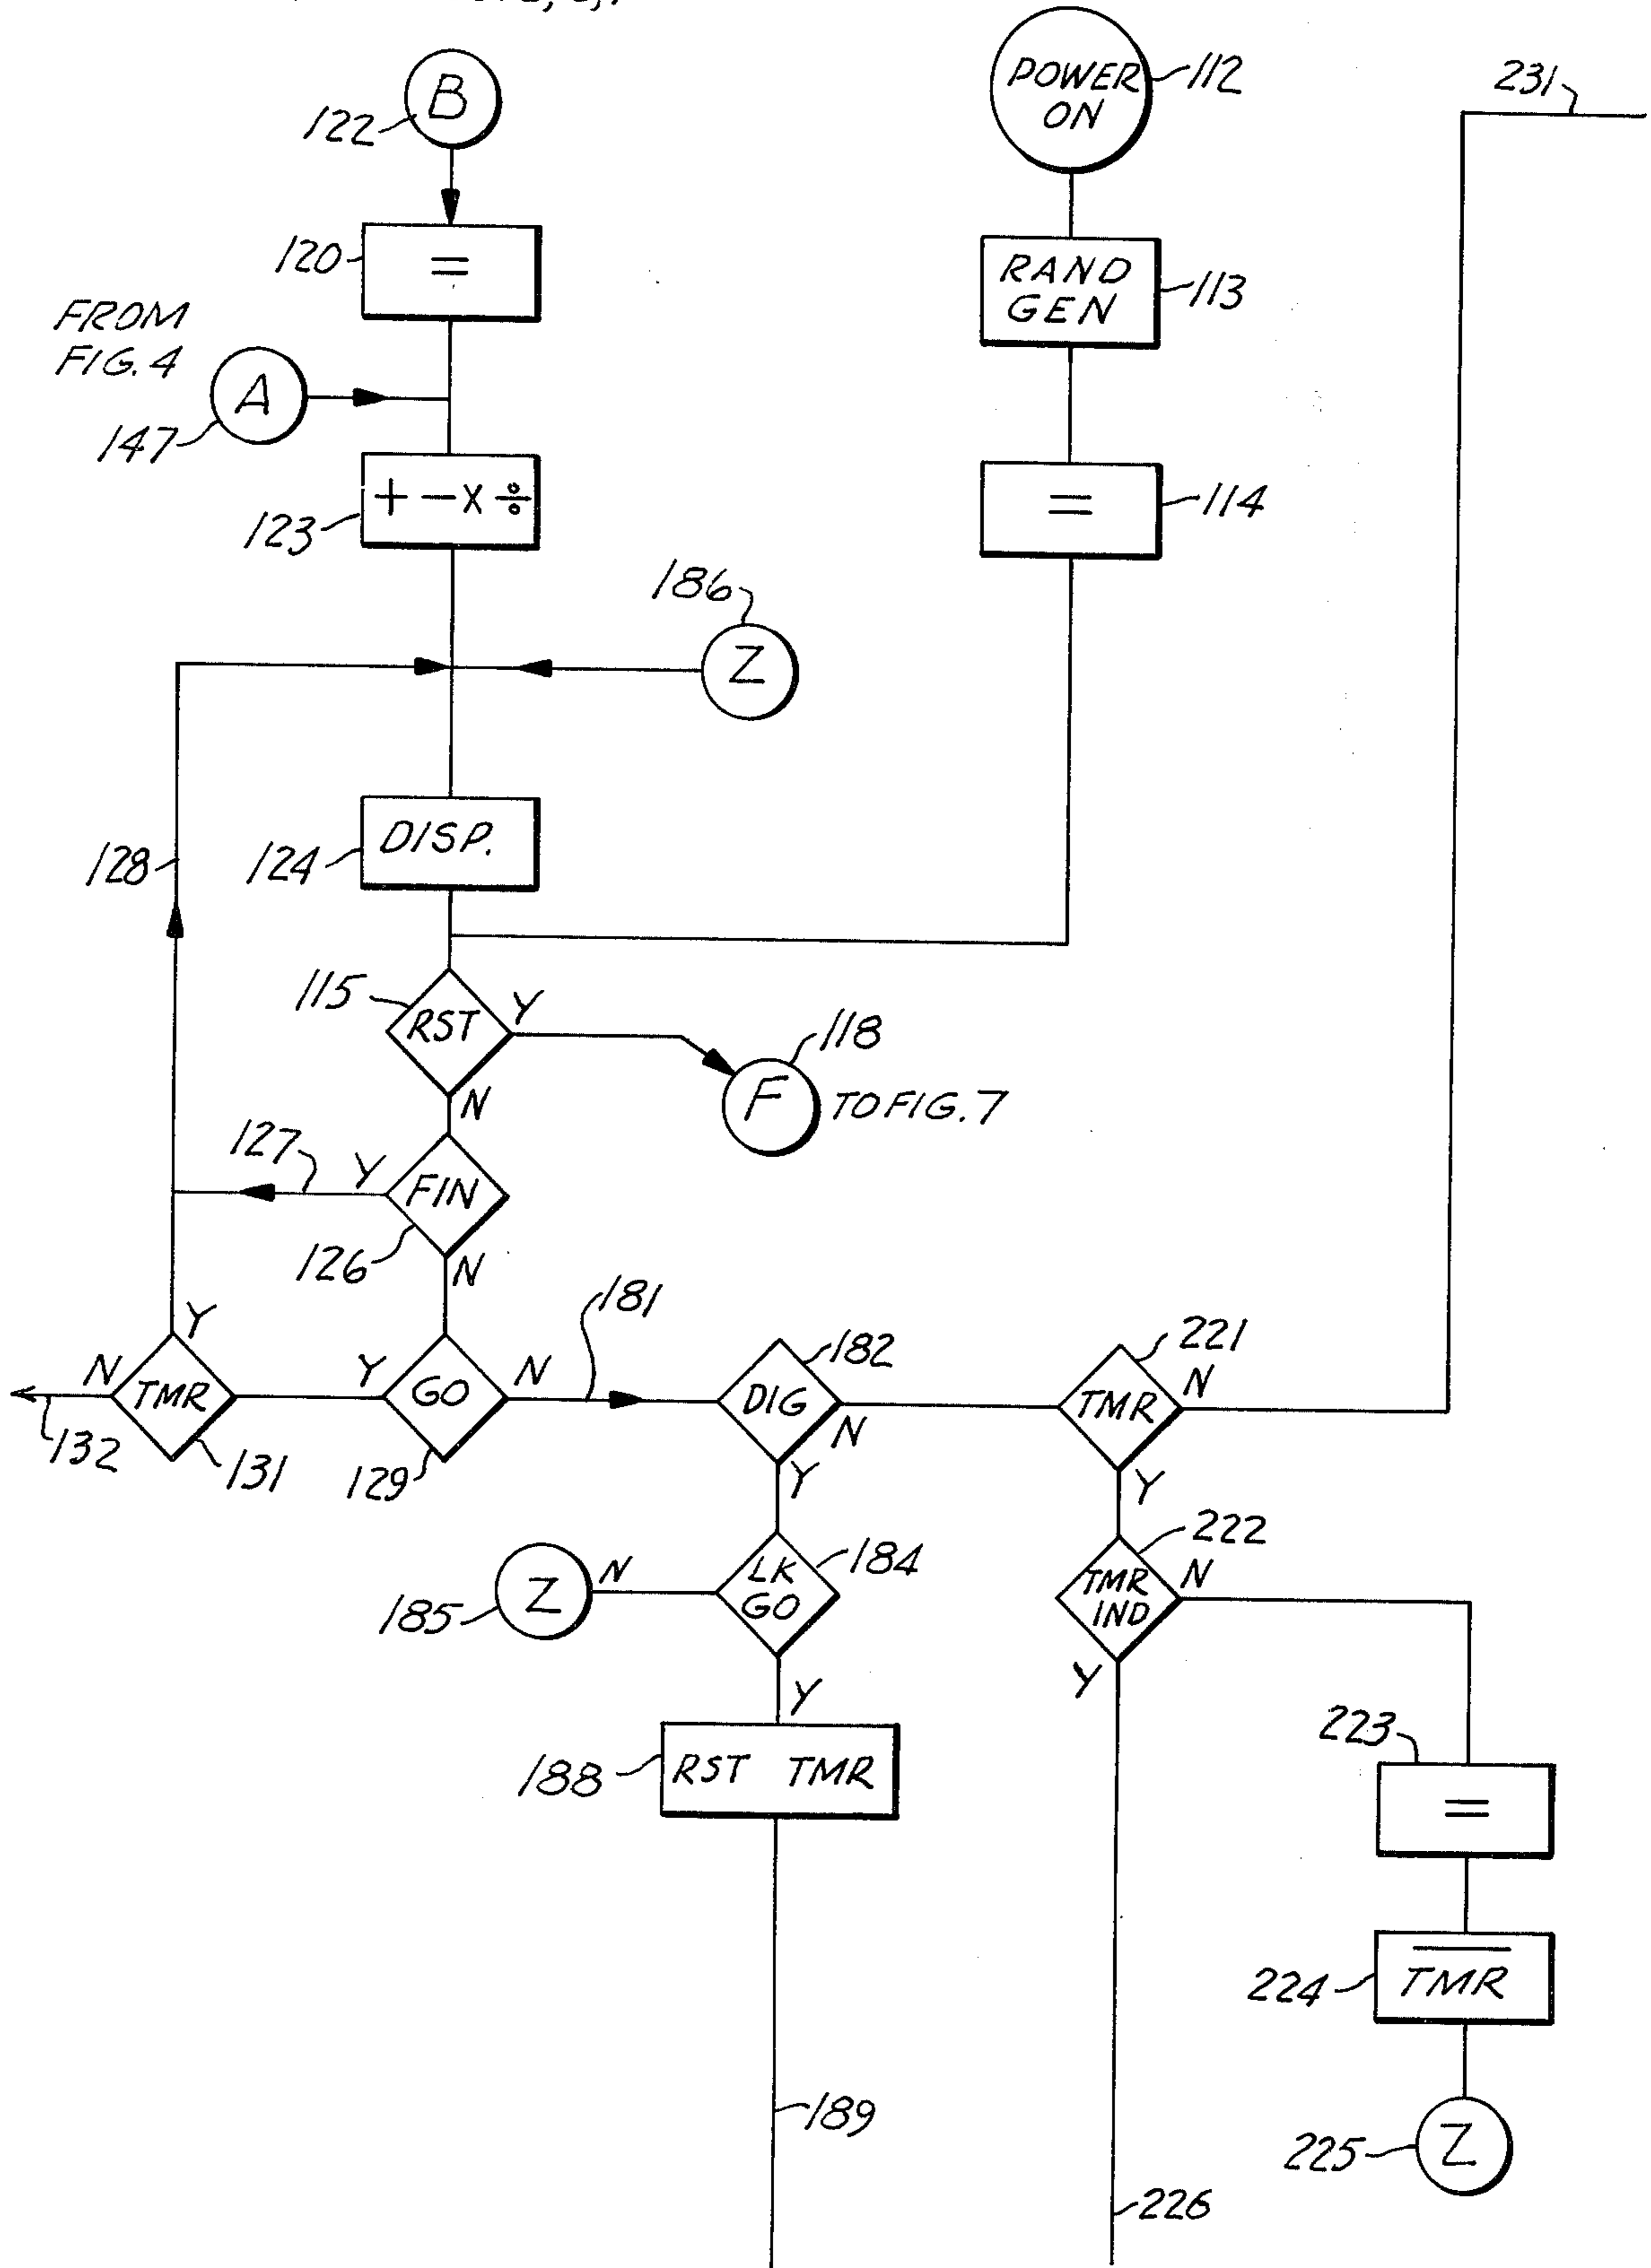 B
122
POWER
ON
112
231
=
120
RAND
GEN
113
FROM
FIG. 4
A
147
+ - x ÷
123
=
114
186
Z
DISP.
124
128
115
RST
Y
N
118
F
TO FIG. 7
127
Y
FIN
126
N
181
Y
N
TMR
132
131
Y
GO
N
129
DIG
182
N
Y
TMR
221
N
Y
Z
185
N
LK
GO
184
Y
TMR
IND
222
N
Y
RST TMR
188
223
=
224
T̅M̅R̅
189
225
Z
226